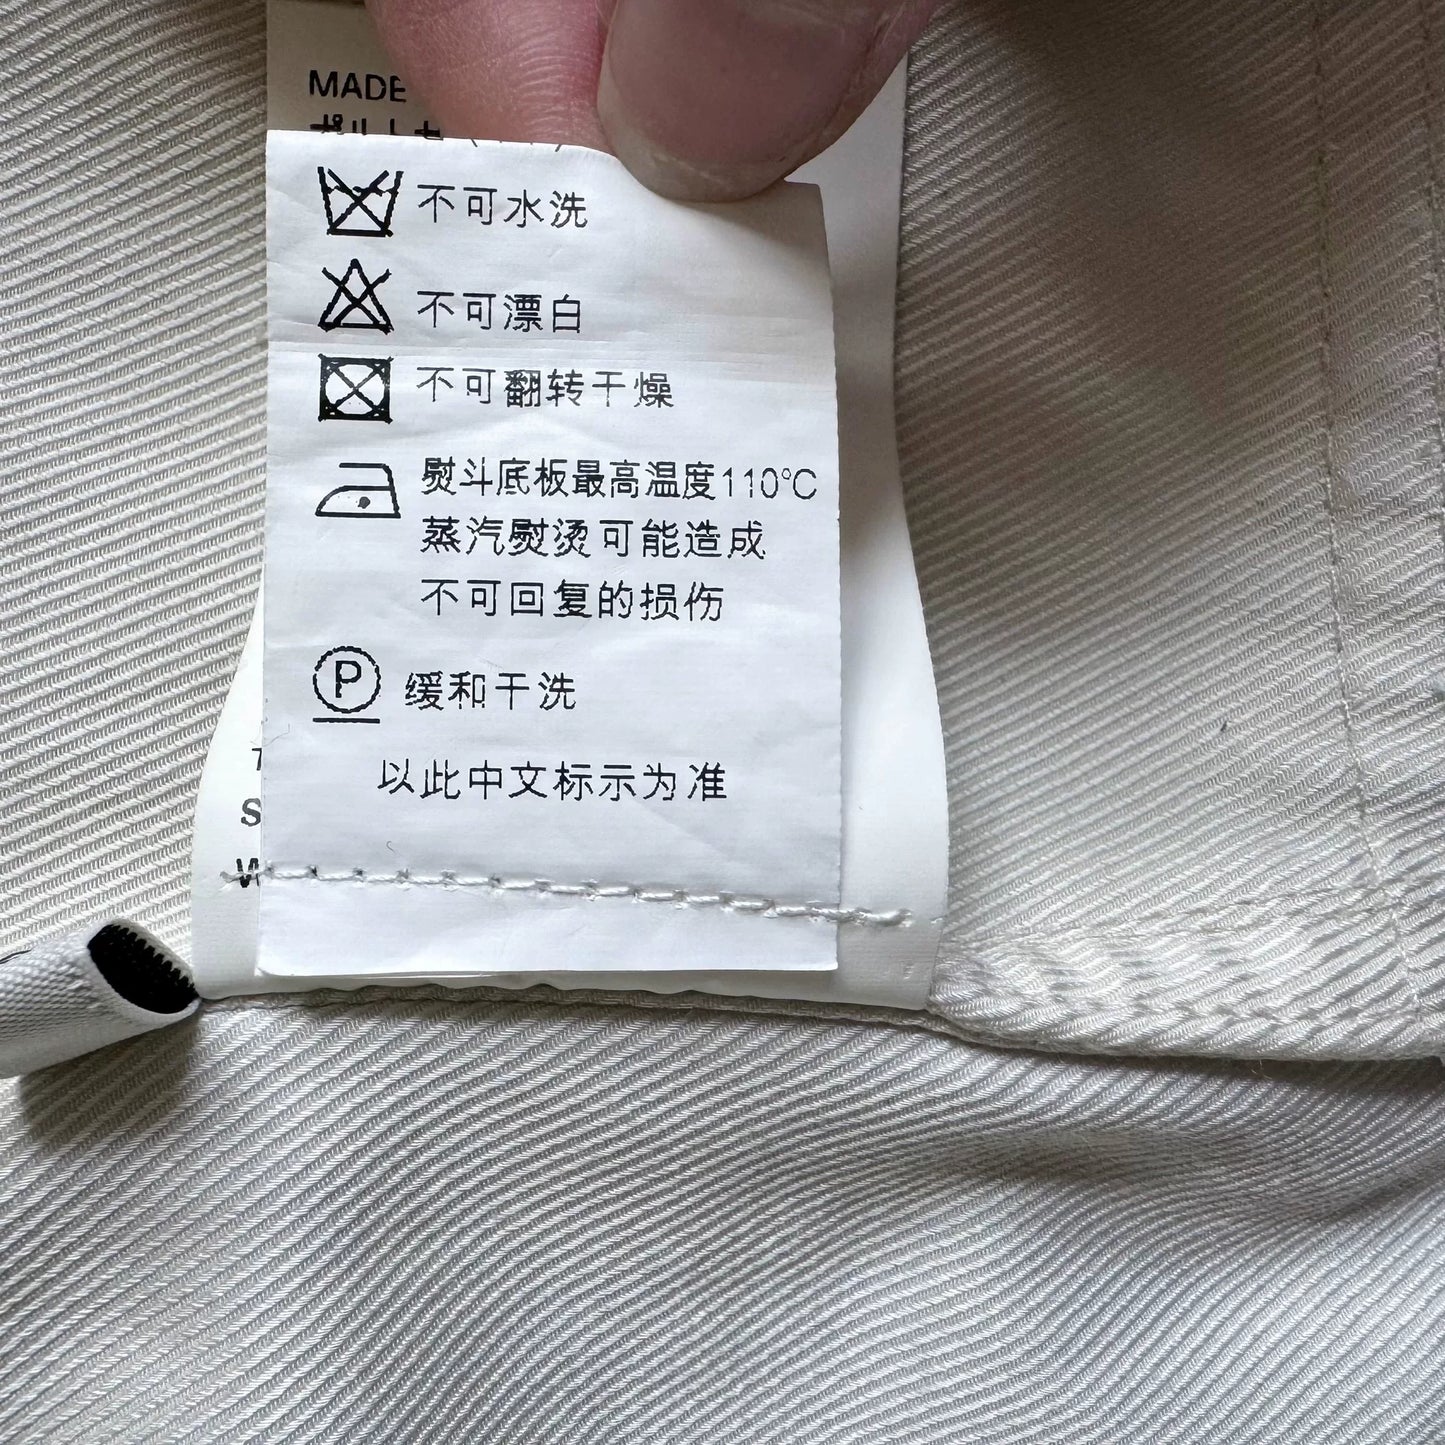 MADE
不可水洗
不可漂白
不可翻转干燥
熨斗底板最高温度110℃
蒸汽熨烫可能造成
不可回复的损伤
P 缓和干洗
以此中文标示为准
S
W